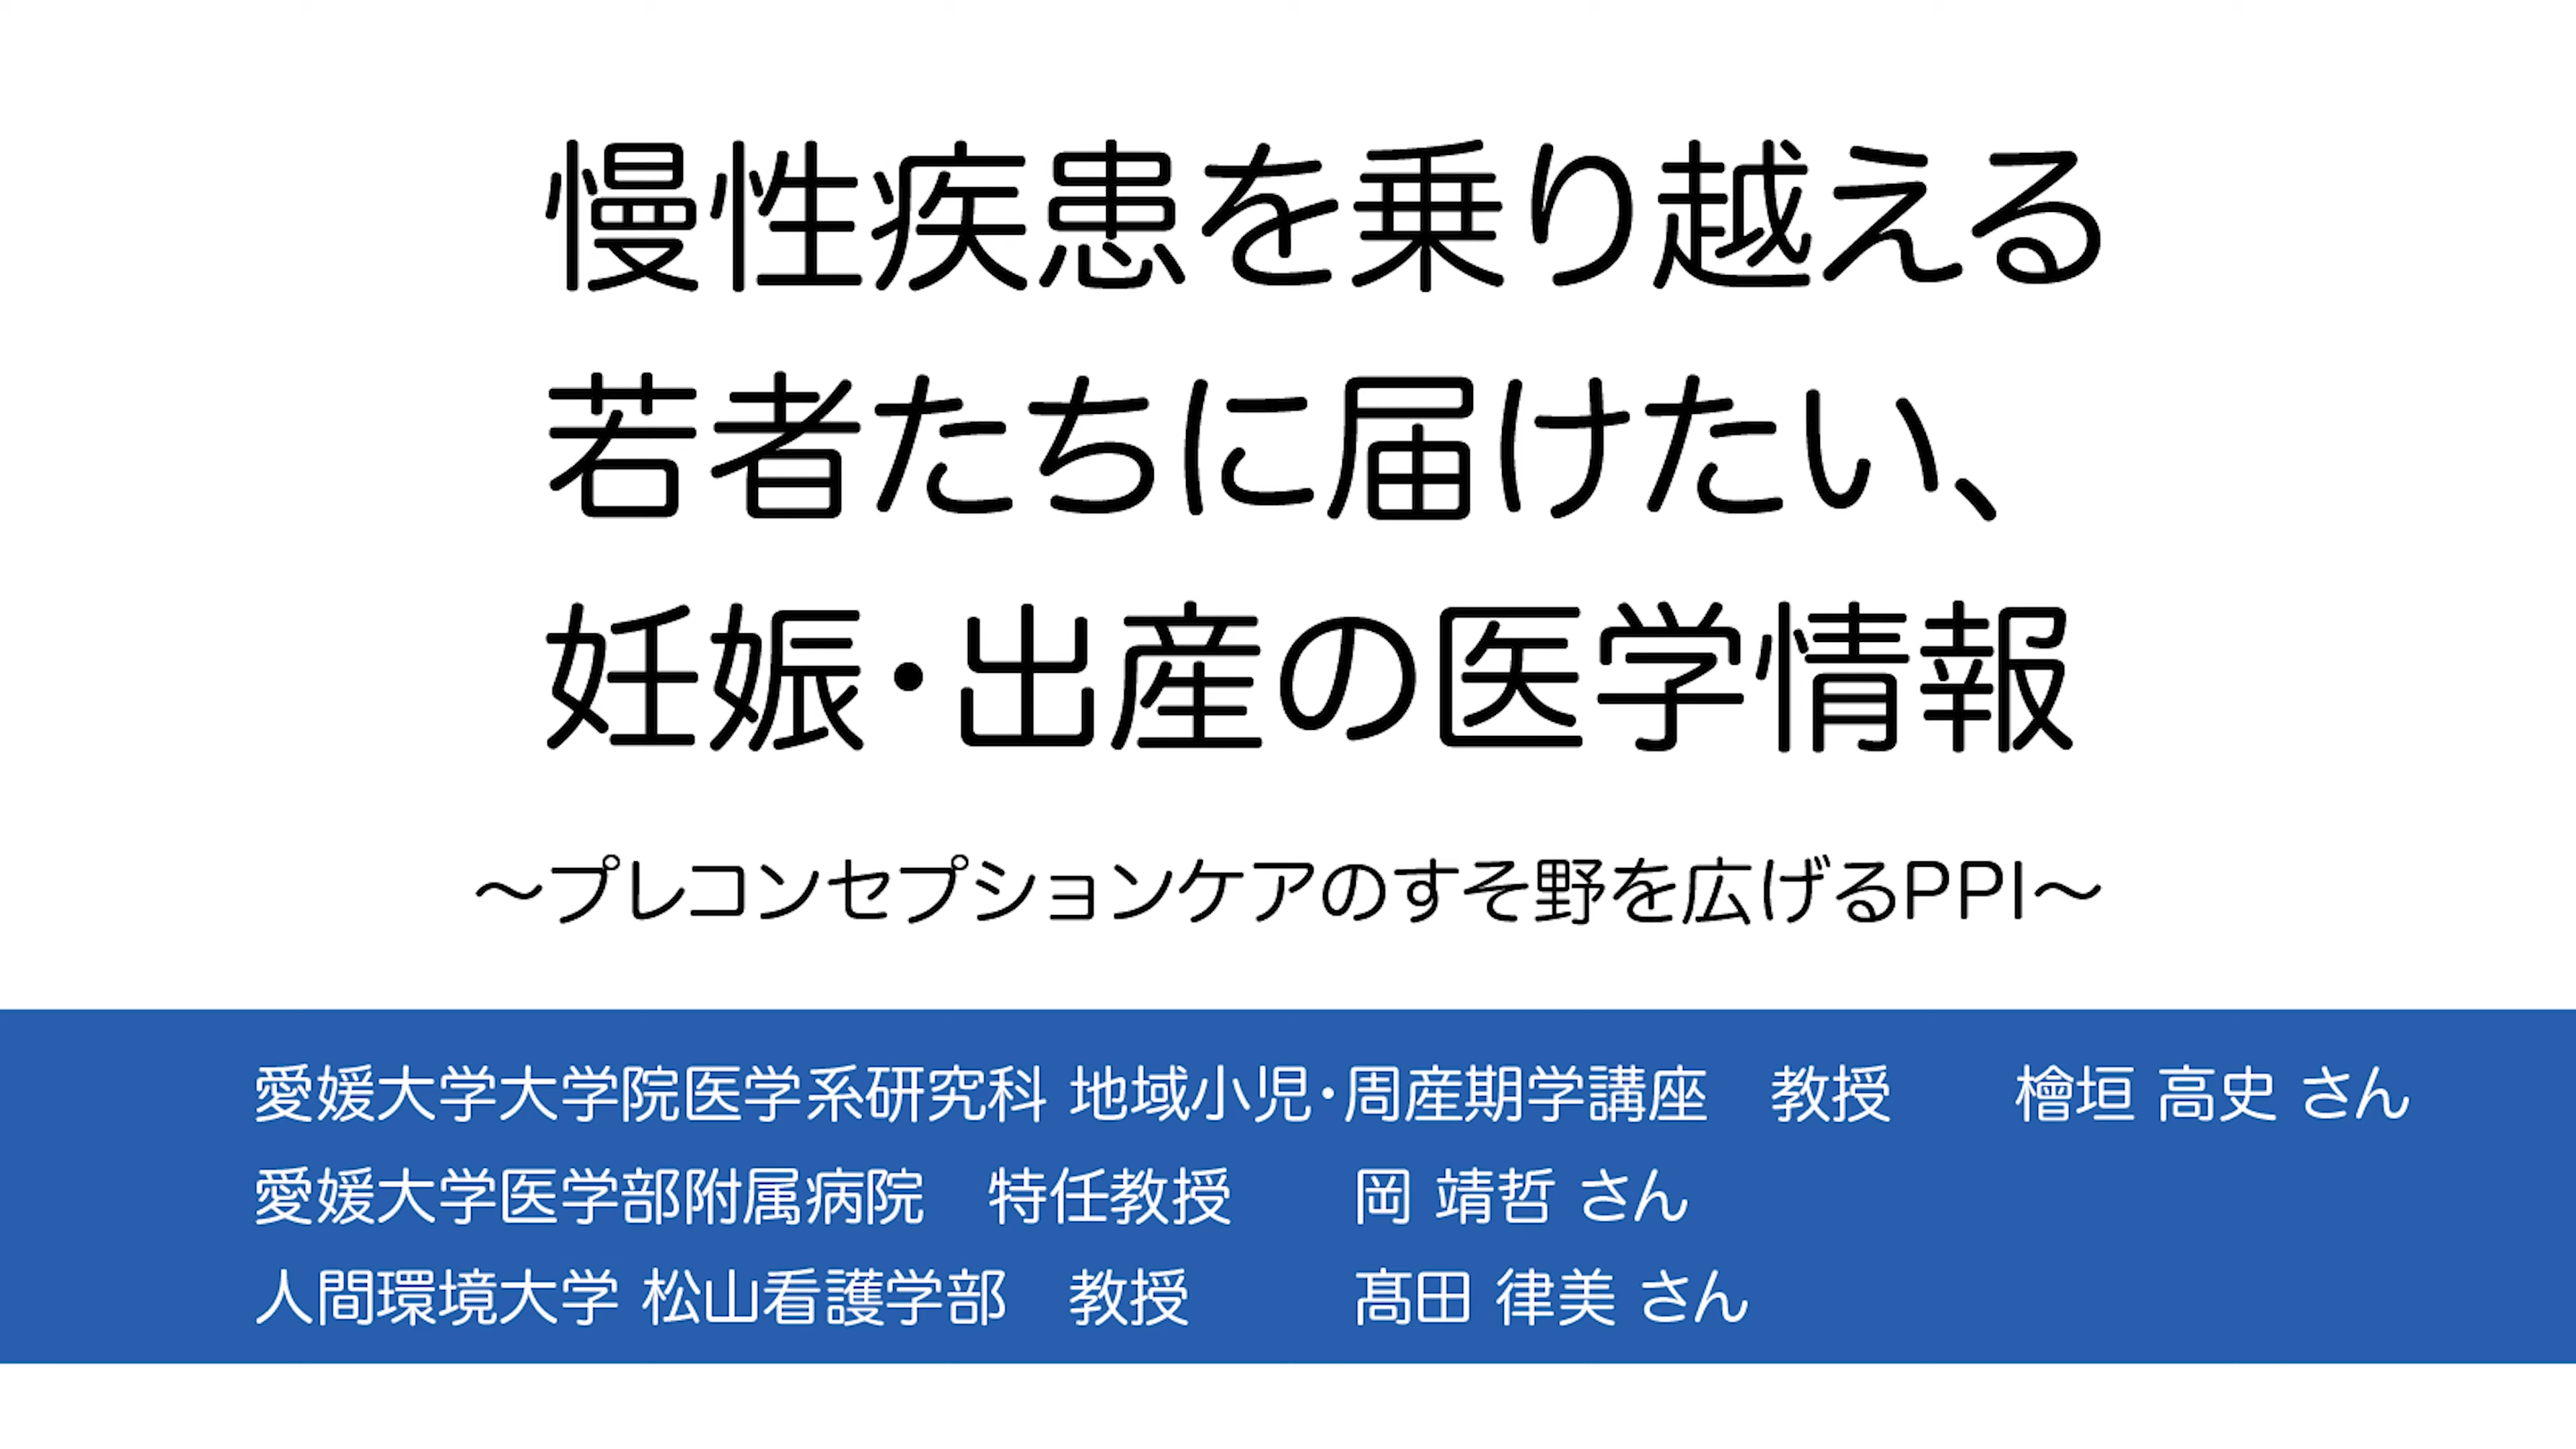 慢性疾患を乗り越える
若者たちに届けたい、
妊娠・出産の医学情報
～プレコンセプションケアのすそ野を広げるPPI～
愛媛大学大学院医学系研究科 地域小児・周産期学講座　教授　　檜垣 高史 さん
愛媛大学医学部附属病院　特任教授　　岡 靖哲 さん
人間環境大学 松山看護学部　教授　　髙田 律美 さん